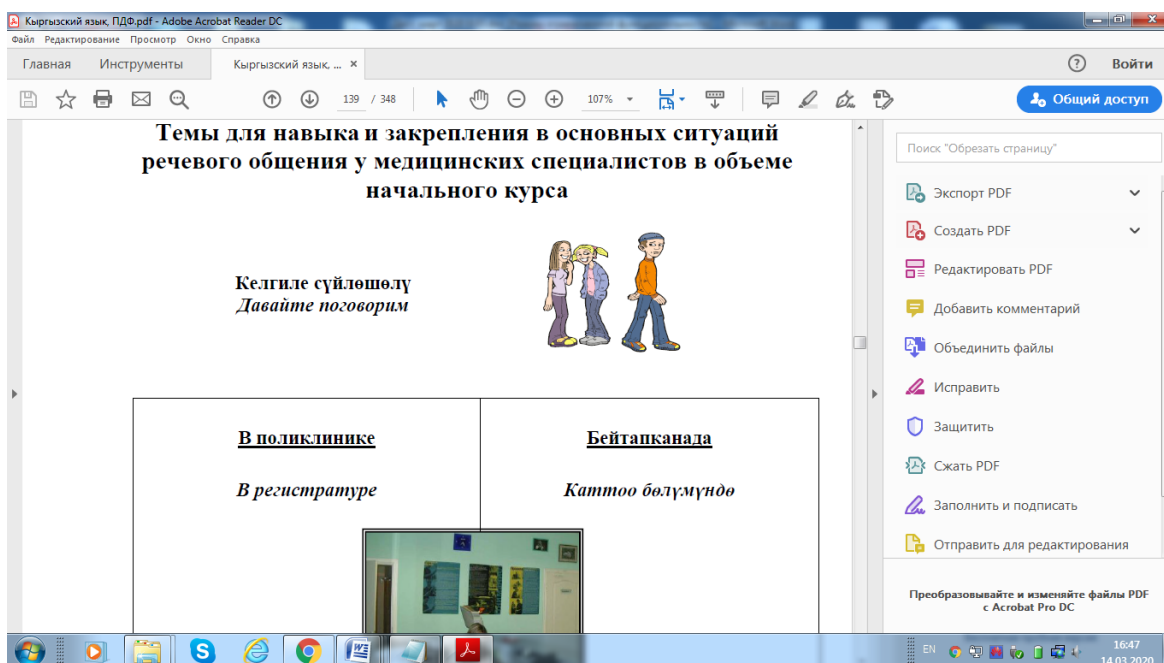 Кыргызский язык, ПДФ.pdf - Adobe Acrobat Reader DC
Файл Редактирование Просмотр Окно Справка
Главная Инструменты Кыргызский язык, ... × Войти
139 / 348 107% Общий доступ
Темы для навыка и закрепления в основных ситуаций
речевого общения у медицинских специалистов в объеме
начального курса
Келгиле сүйлөшөлү
Давайте поговорим
В поликлинике
В регистратуре
Бейтапканада
Каттоо бөлүмүндө
Поиск "Обрезать страницу"
Экспорт PDF
Создать PDF
Редактировать PDF
Добавить комментарий
Объединить файлы
Исправить
Защитить
Сжать PDF
Заполнить и подписать
Отправить для редактирования
Преобразовывайте и изменяйте файлы PDF
с Acrobat Pro DC
EN 16:47
14.03.2020